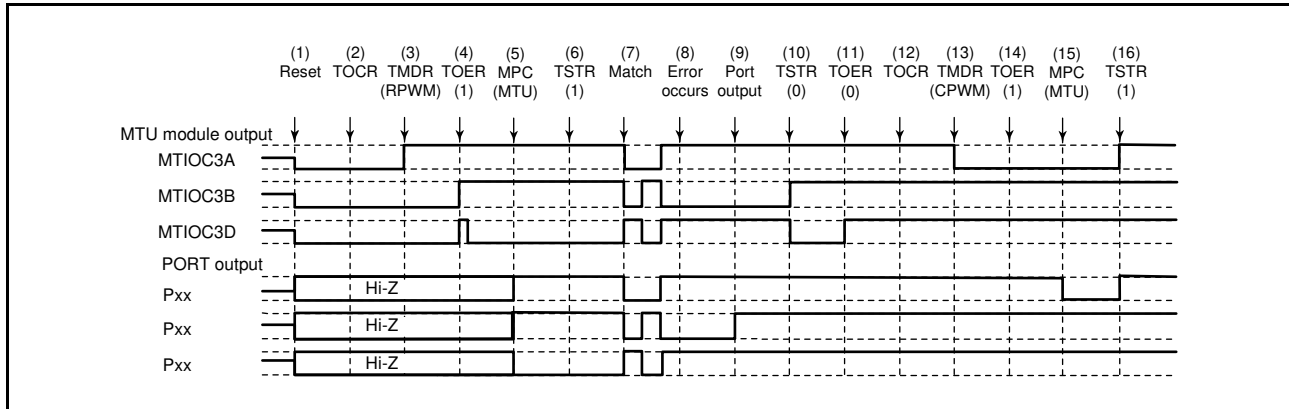 (1) (2) (3) (4) (5) (6) (7) (8) (9) (10) (11) (12) (13) (14) (15) (16)
Reset TOCR TMDR TOER MPC TSTR Match Error Port TSTR TOER TOCR TMDR TOER MPC TSTR
(RPWM) (1) (MTU) (1) occurs output (0) (0) (CPWM) (1) (MTU) (1)
MTU module output
MTIOC3A
MTIOC3B
MTIOC3D
PORT output
Pxx Hi-Z
Pxx Hi-Z
Pxx Hi-Z